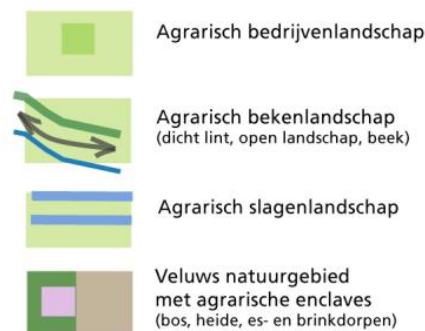 Agrarisch bedrijvenlandschap
Agrarisch bekenlandschap
(dicht lint, open landschap, beek)
Agrarisch slagenlandschap
Veluws natuurgebied
met agrarische enclaves
(bos, heide, es- en brinkdorpen)